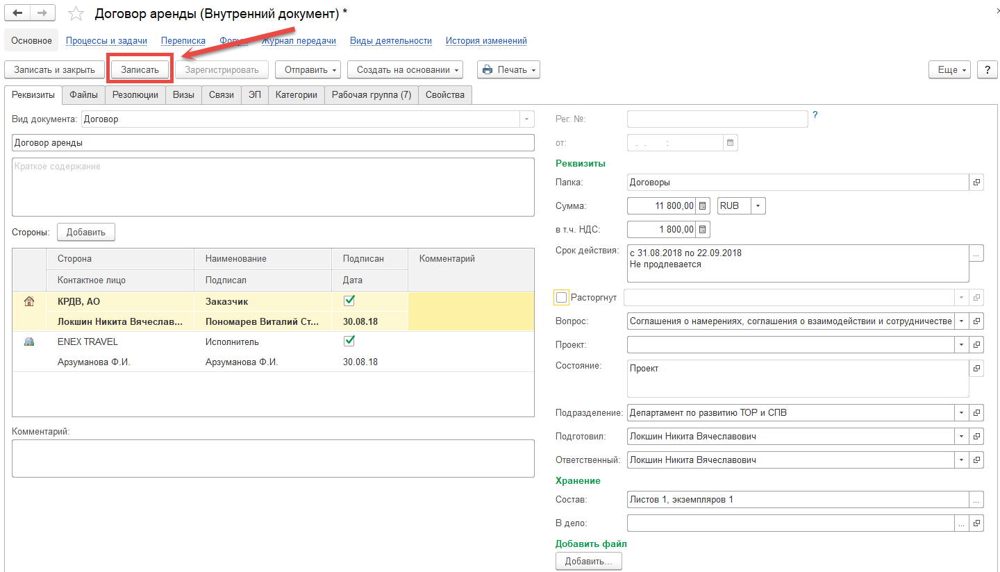 Договор аренды (Внутренний документ) *
Основное Процессы и задачи Переписка Форум Журнал передачи Виды деятельности История изменений
Записать и закрыть Записать Зарегистрировать Отправить Создать на основании Печать Еще ?
Реквизиты Файлы Резолюции Визы Связи ЭП Категории Рабочая группа (7) Свойства
Вид документа: Договор
Договор аренды
Краткое содержание
Стороны: Добавить
Сторона Наименование Подписан Комментарий
Контактное лицо Подписал Дата
КРДВ, АО Заказчик
Локшин Никита Вячеслав... Пономарев Виталий Ст... 30.08.18
ENEX TRAVEL Исполнитель
Арзуманова Ф.И. Арзуманова Ф.И. 30.08.18
Комментарий:
Рег. №: ?
от: . . :
Реквизиты
Папка: Договоры
Сумма: 11 800,00 RUB
в т.ч. НДС: 1 800,00
Срок действия: с 31.08.2018 по 22.09.2018 ...
Не продлевается
Расторгнут
Вопрос: Соглашения о намерениях, соглашения о взаимодействии и сотрудничестве
Проект:
Состояние: Проект
Подразделение: Департамент по развитию ТОР и СПВ
Подготовил: Локшин Никита Вячеславович
Ответственный: Локшин Никита Вячеславович
Хранение
Состав: Листов 1, экземпляров 1 ...
В дело: ...
Добавить файл
Добавить...